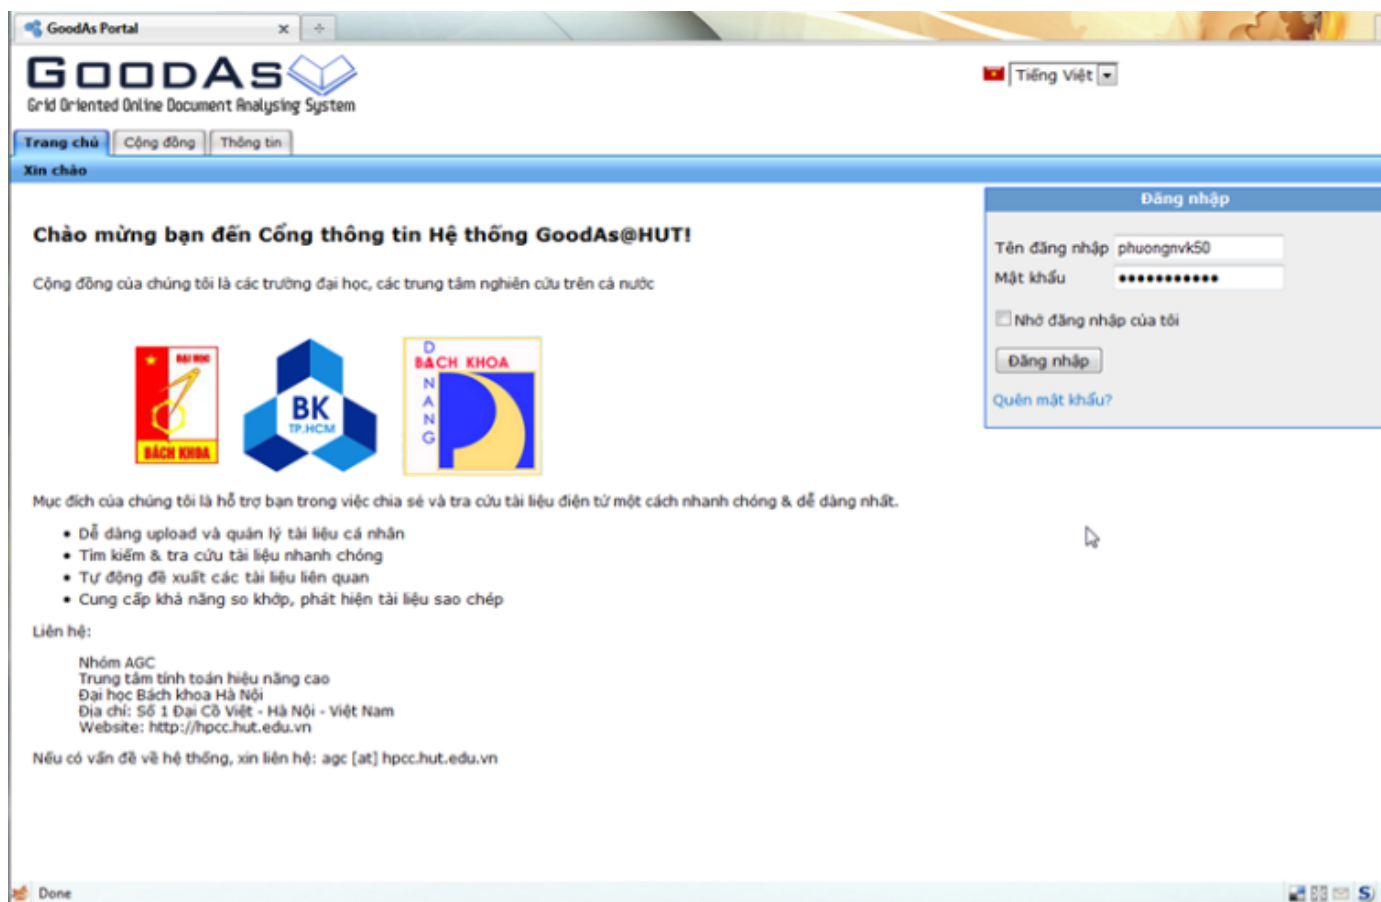 GoodAs Portal
GOODAS
Grid Oriented Online Document Analysing System
Tiếng Việt
Trang chủ Cộng đồng Thông tin
Xin chào
Đăng nhập
Chào mừng bạn đến Cổng thông tin Hệ thống GoodAs@HUT!
Tên đăng nhập phuongnvk50
Mật khẩu •••••••••••
Cộng đồng của chúng tôi là các trường đại học, các trung tâm nghiên cứu trên cả nước
Nhớ đăng nhập của tôi
Đăng nhập
Quên mật khẩu?
ĐẠI HỌC
BÁCH KHOA
BK
TP.HCM
DANANG
BÁCH KHOA
Mục đích của chúng tôi là hỗ trợ bạn trong việc chia sẻ và tra cứu tài liệu điện tử một cách nhanh chóng & dễ dàng nhất.
• Dễ dàng upload và quản lý tài liệu cá nhân
• Tìm kiếm & tra cứu tài liệu nhanh chóng
• Tự động đề xuất các tài liệu liên quan
• Cung cấp khả năng so khớp, phát hiện tài liệu sao chép
Liên hệ:
Nhóm AGC
Trung tâm tính toán hiệu năng cao
Đại học Bách khoa Hà Nội
Địa chỉ: Số 1 Đại Cồ Việt - Hà Nội - Việt Nam
Website: http://hpcc.hut.edu.vn
Nếu có vấn đề về hệ thống, xin liên hệ: agc [at] hpcc.hut.edu.vn
Done